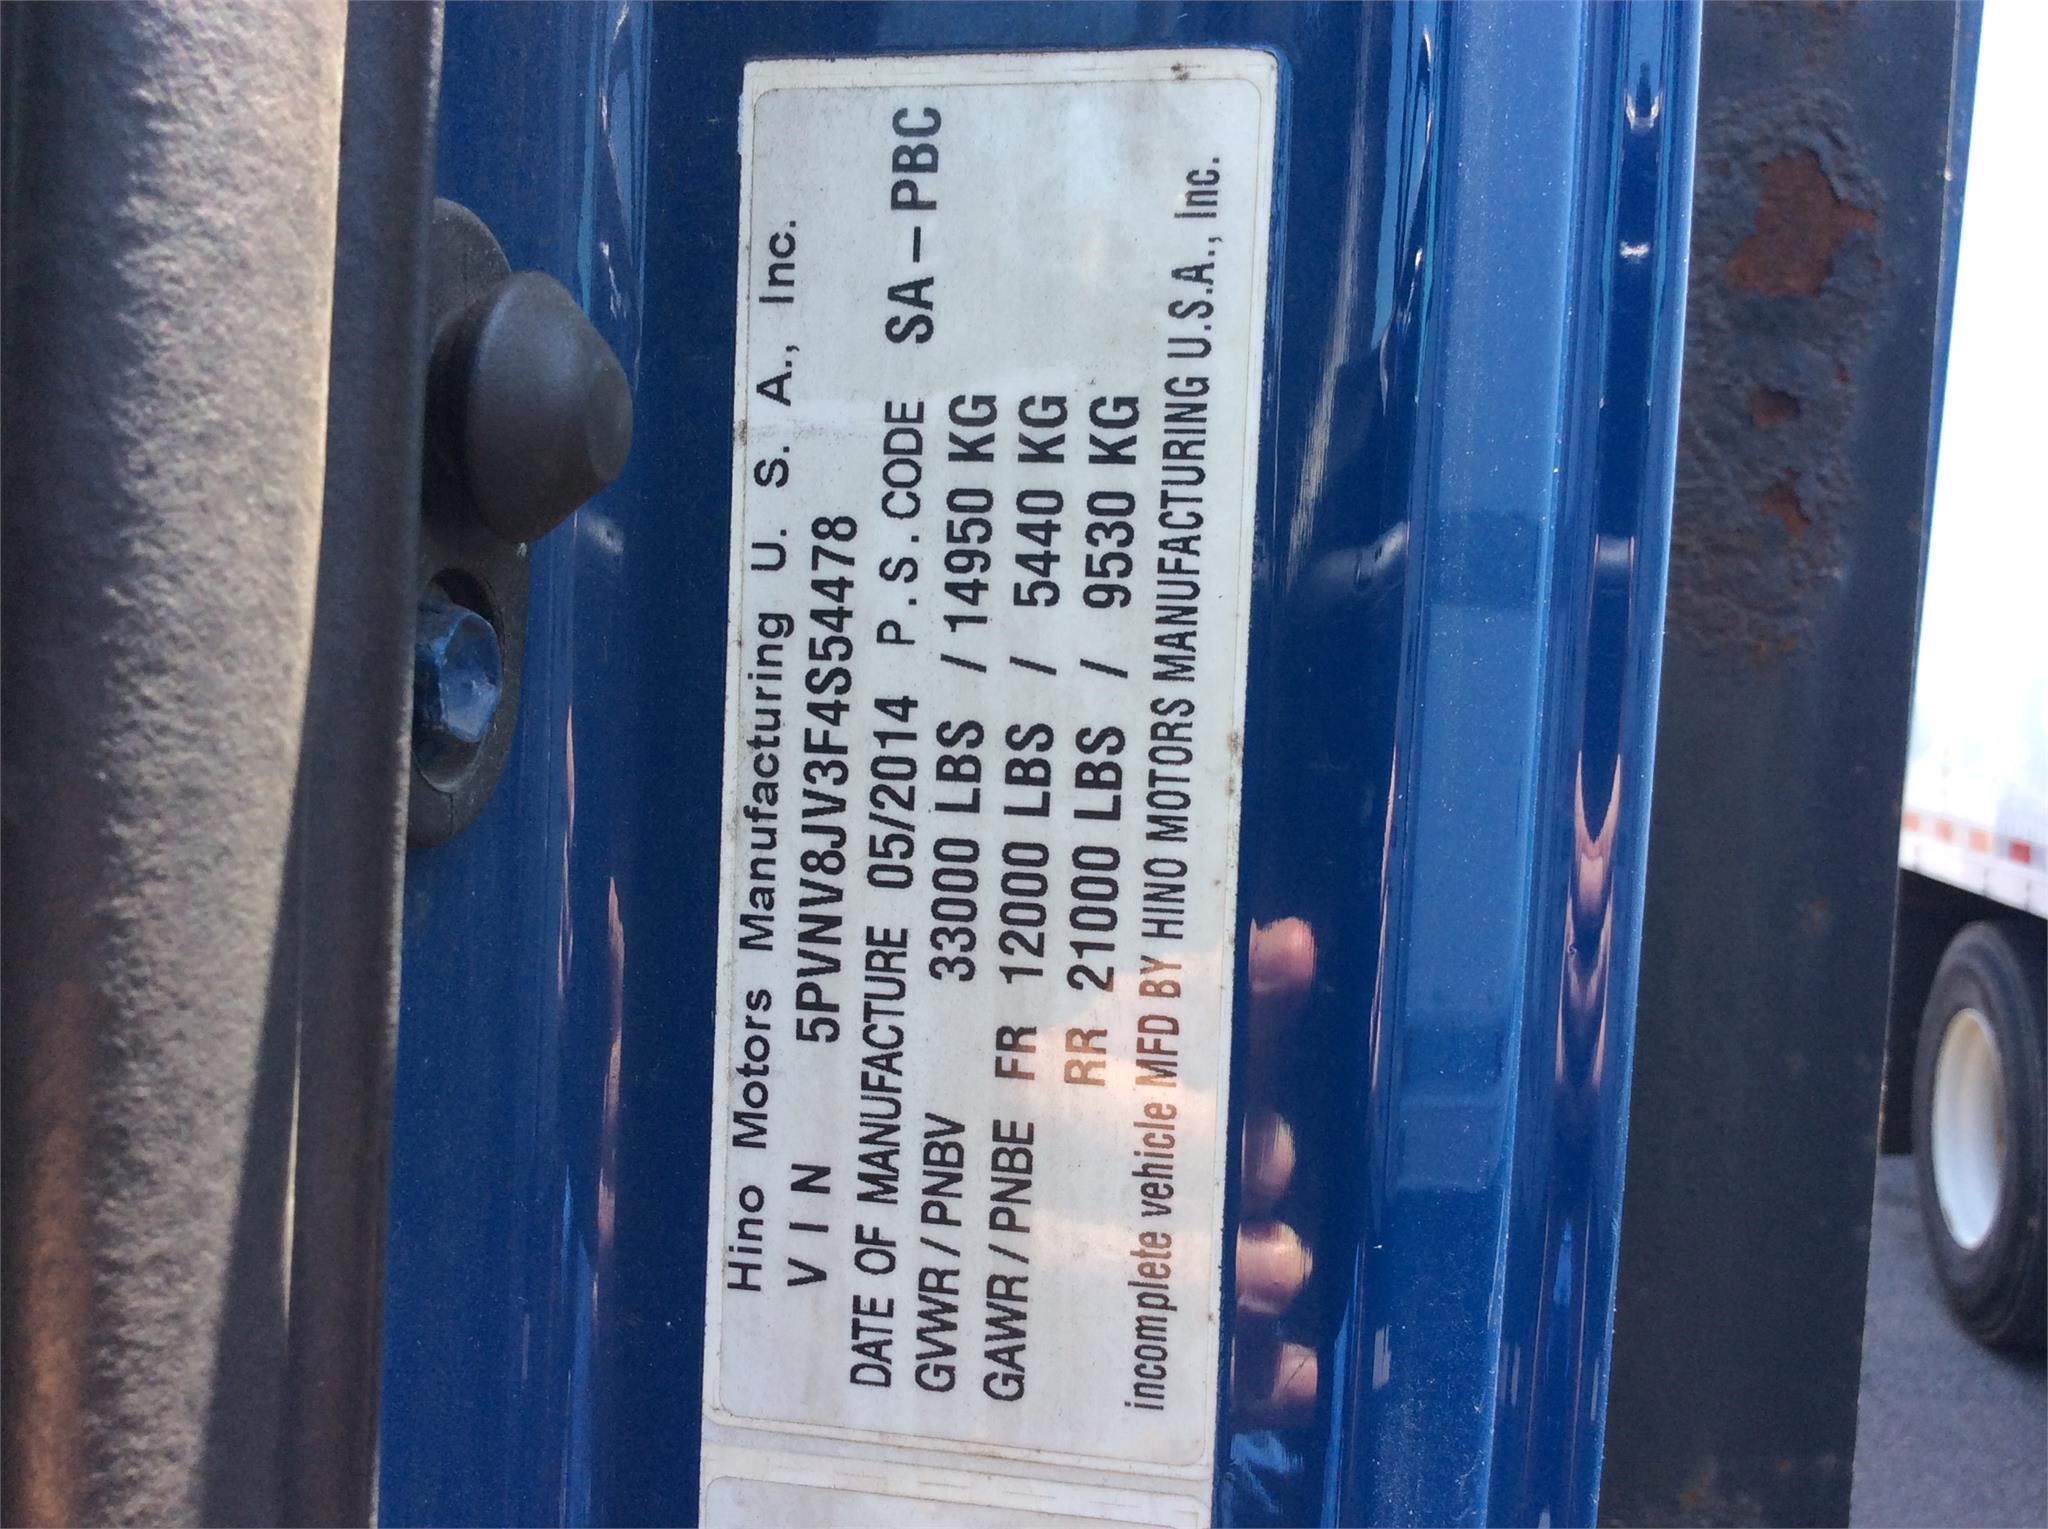 Hino Motors Manufacturing U. S. A., Inc.
VIN 5PVNV8JV3F4S54478
DATE OF MANUFACTURE 05/2014 P.S. CODE SA-PBC
GVWR/PNBV 33000 LBS / 14950 KG
GAWR/PNBE FR 12000 LBS / 5440 KG
RR 21000 LBS / 9530 KG
incomplete vehicle MFD BY HINO MOTORS MANUFACTURING U.S.A., Inc.